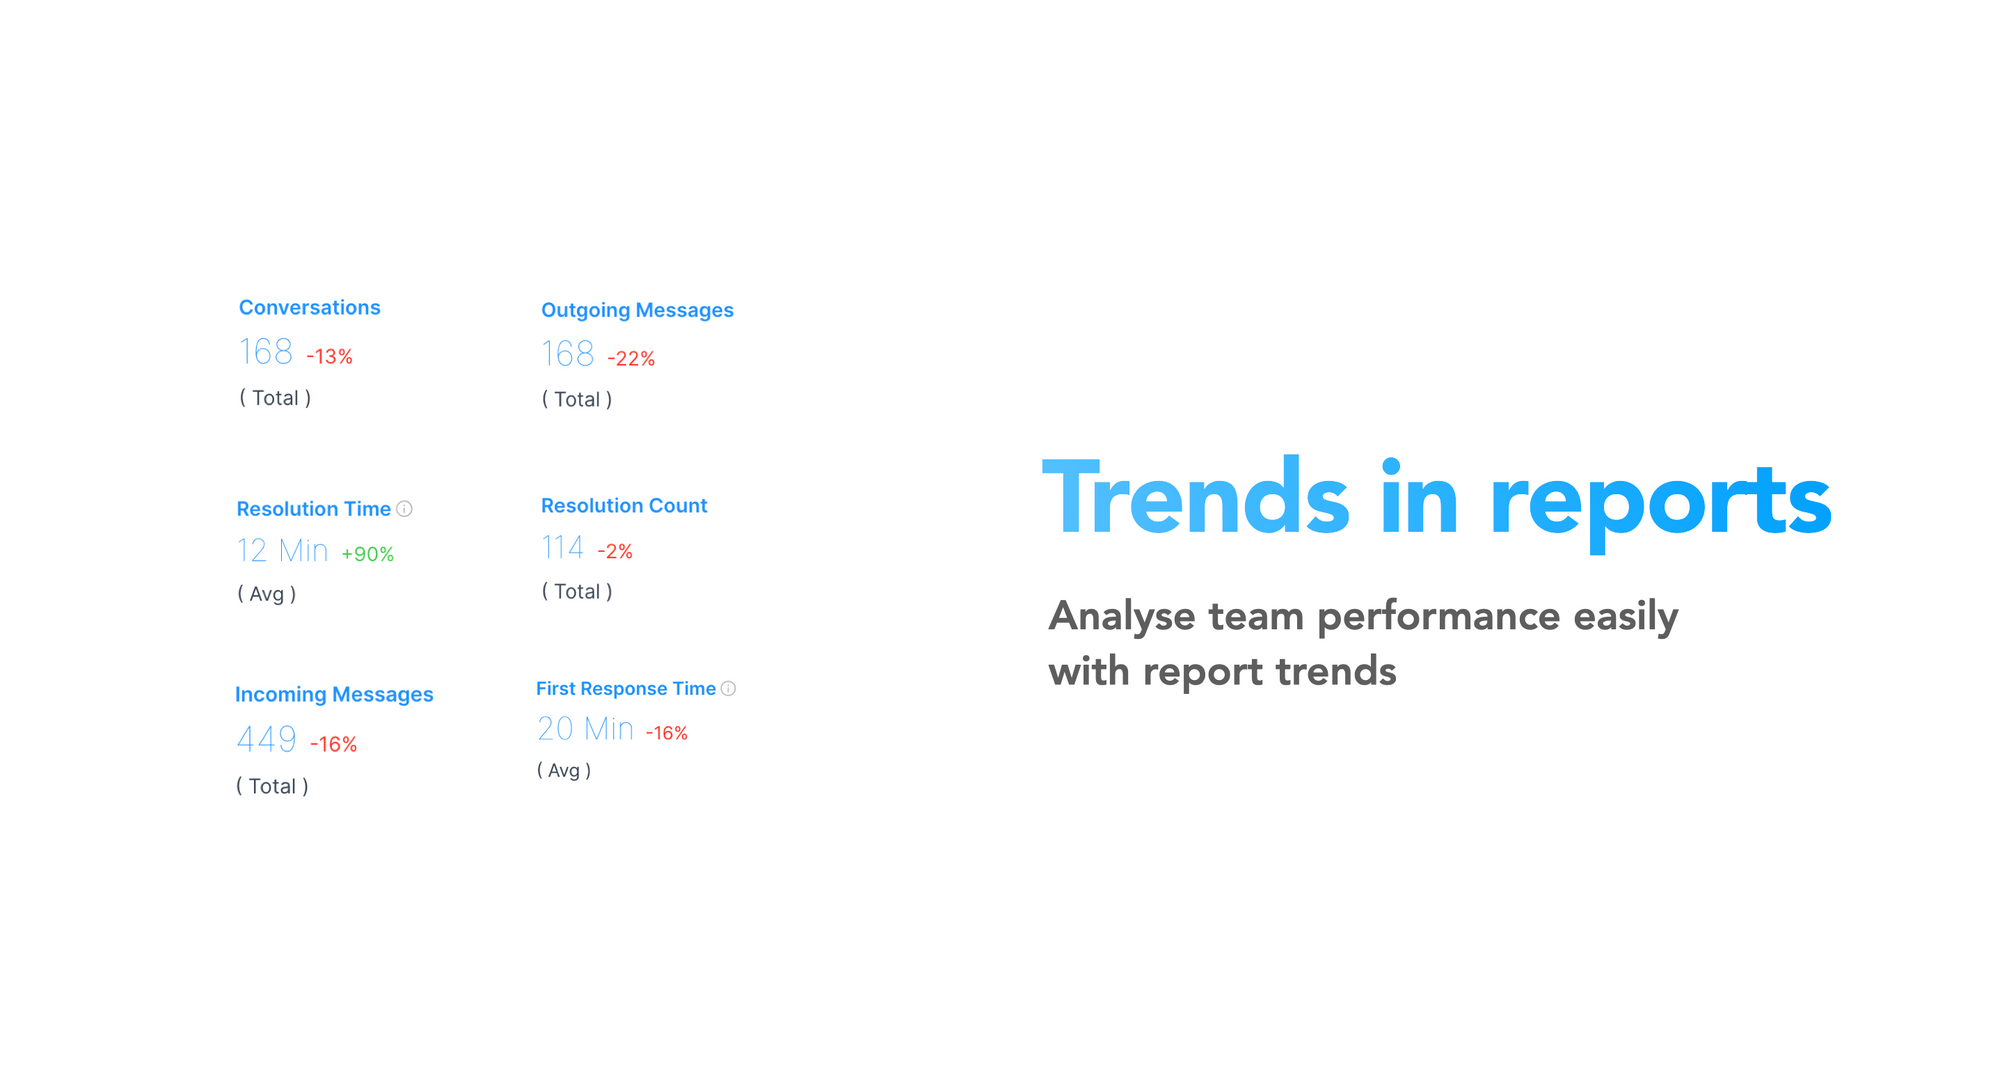 Conversations
168 -13%
( Total )
Outgoing Messages
168 -22%
( Total )
Resolution Time
12 Min +90%
( Avg )
Resolution Count
114 -2%
( Total )
Incoming Messages
449 -16%
( Total )
First Response Time
20 Min -16%
( Avg )
Trends in reports
Analyse team performance easily
with report trends